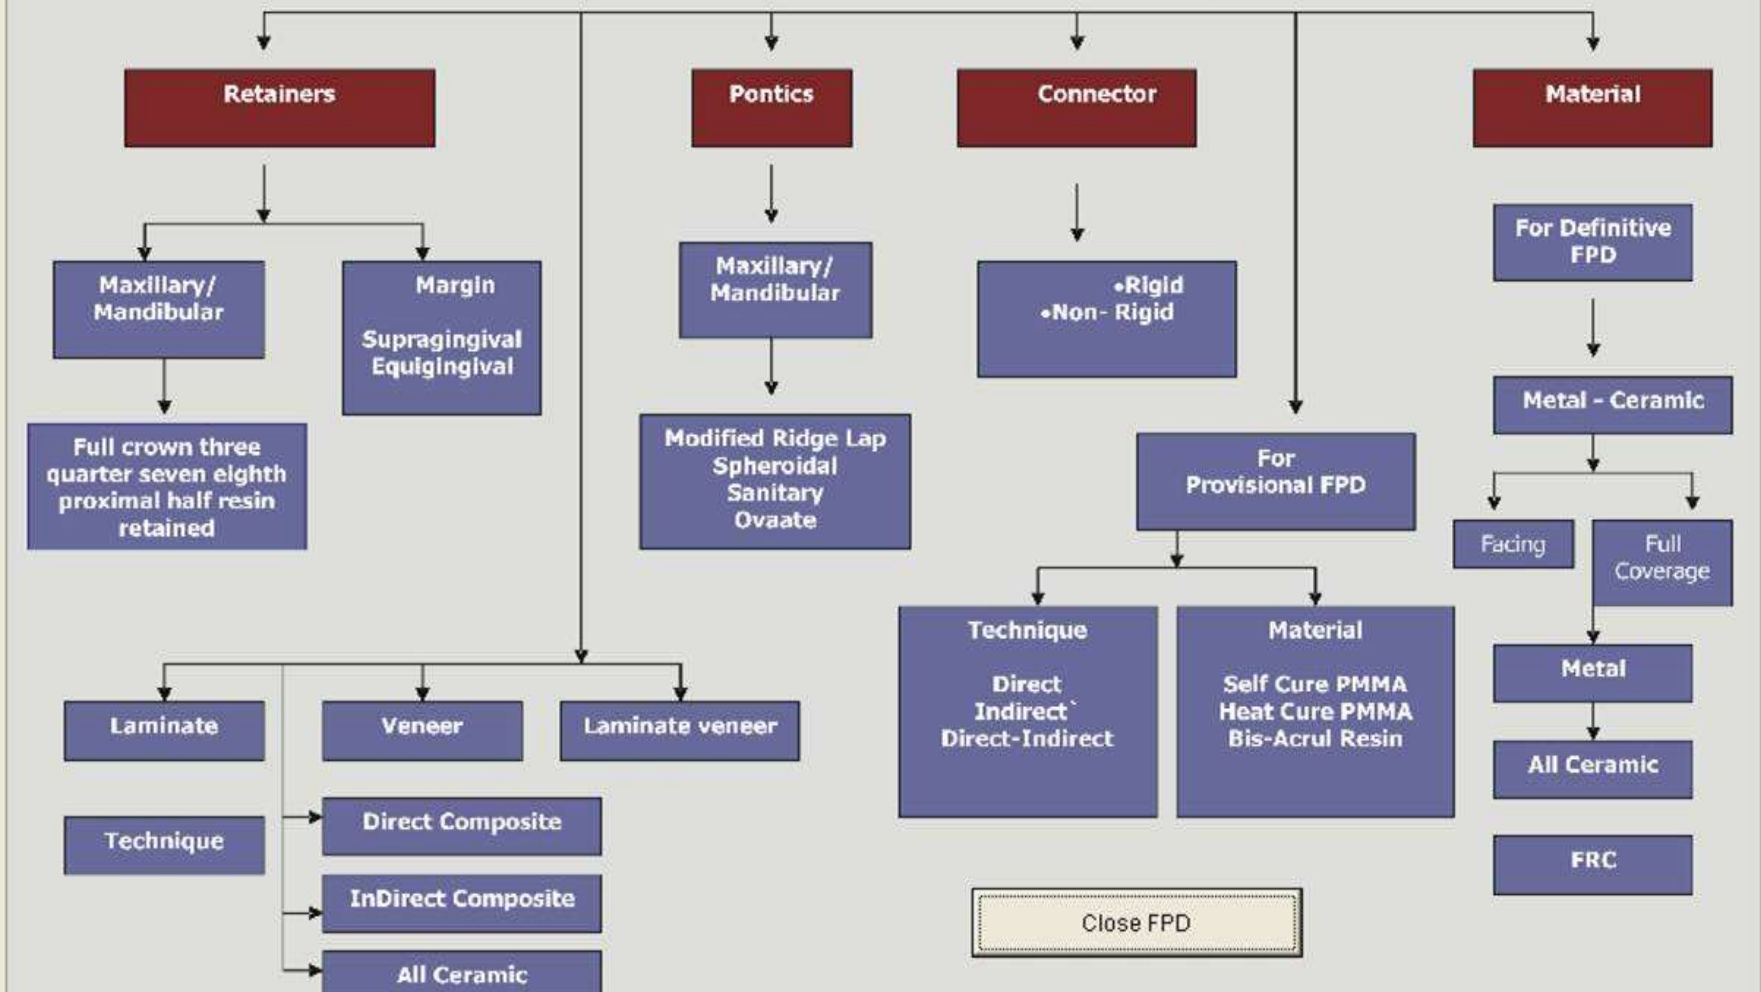 Retainers
Pontics
Connector
Material
Maxillary/
Mandibular
Margin
Supragingival
Equigingival
Full crown three
quarter seven eighth
proximal half resin
retained
Maxillary/
Mandibular
Modified Ridge Lap
Spheroidal
Sanitary
Ovaate
•Rigid
•Non- Rigid
For Definitive
FPD
Metal - Ceramic
Facing
Full
Coverage
Metal
All Ceramic
FRC
For
Provisional FPD
Technique
Direct
Indirect`
Direct-Indirect
Material
Self Cure PMMA
Heat Cure PMMA
Bis-Acrul Resin
Laminate
Veneer
Laminate veneer
Technique
Direct Composite
InDirect Composite
All Ceramic
Close FPD